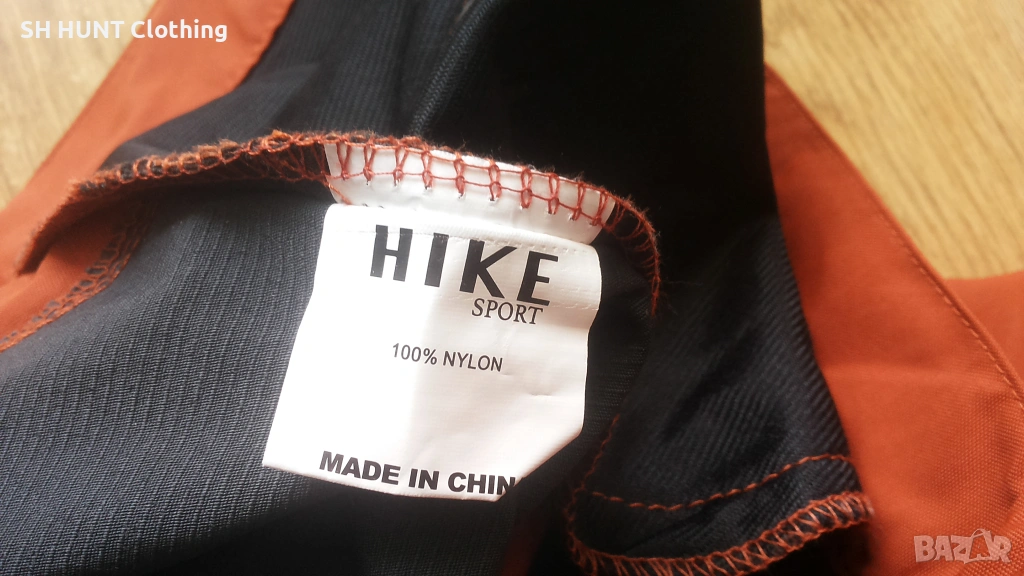 SH HUNT Clothing
HIKE
SPORT
100% NYLON
MADE IN CHIN
BAZAR